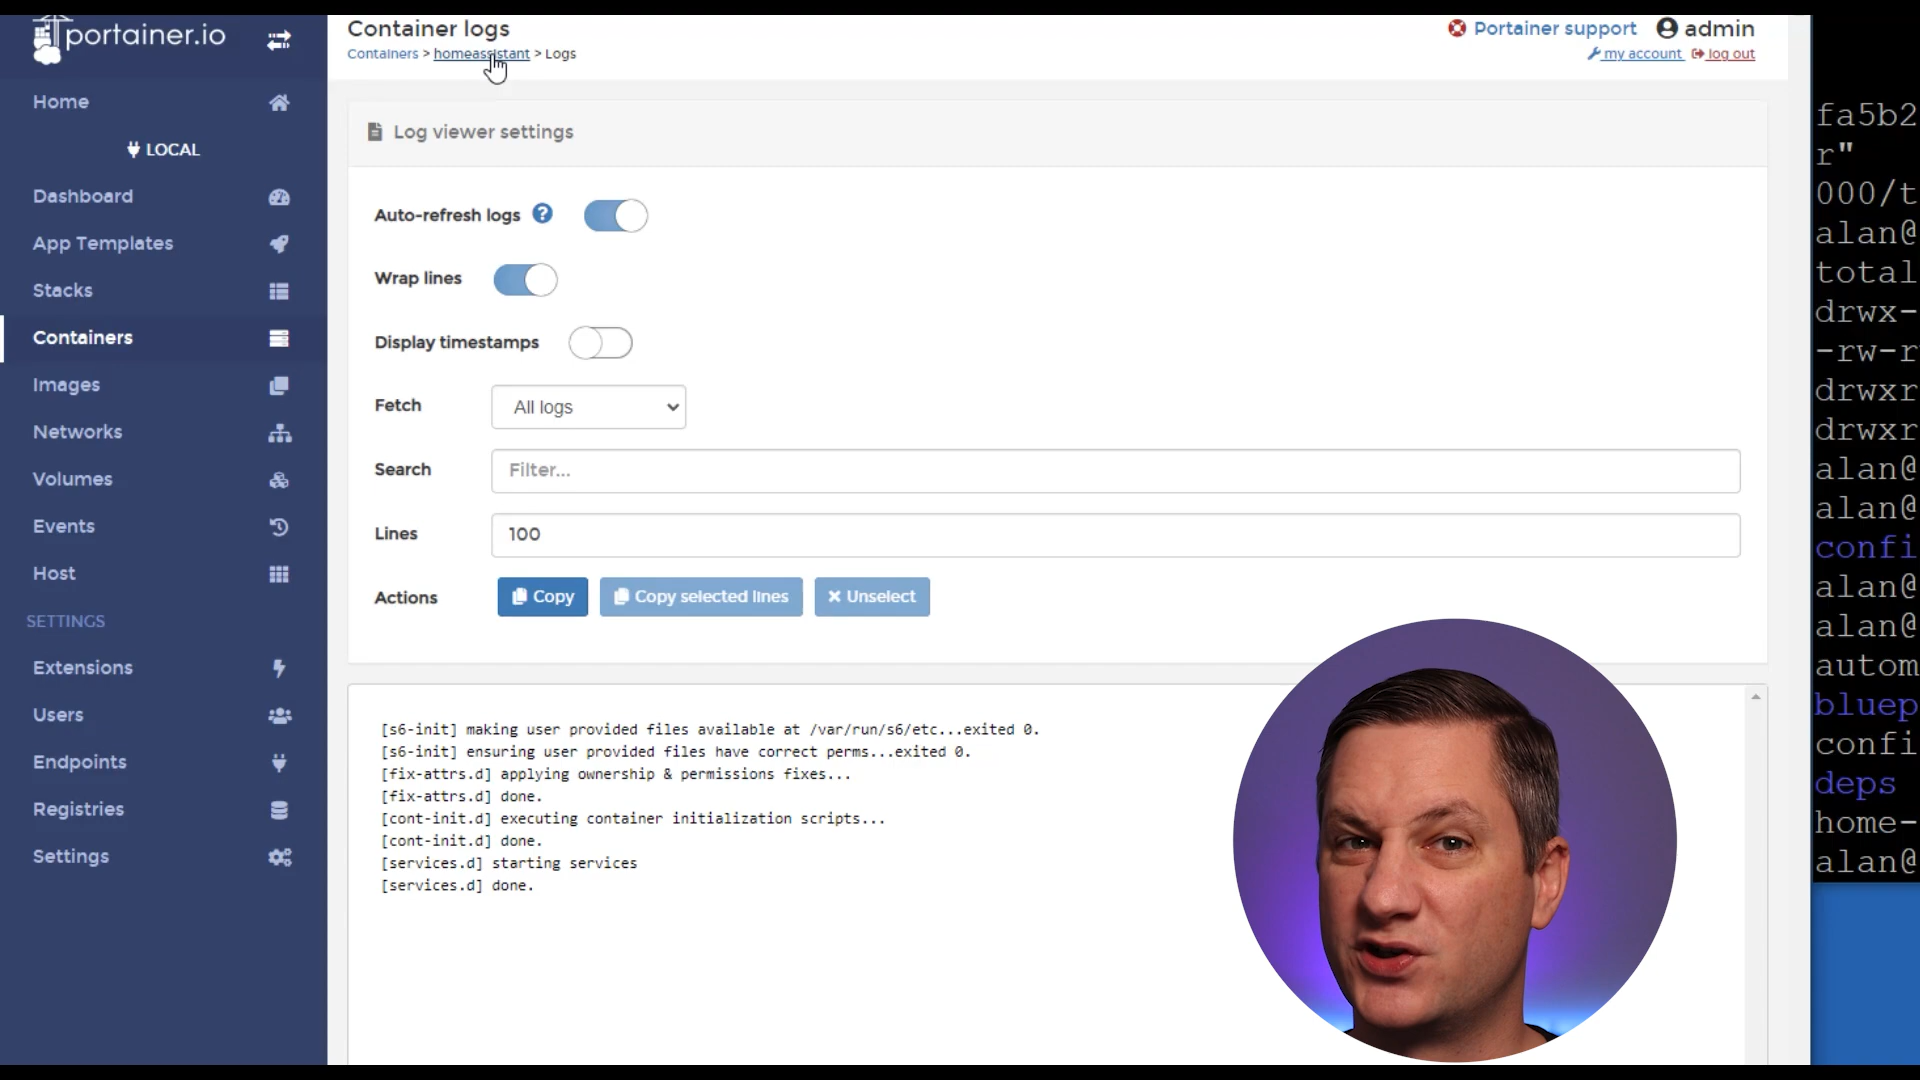 portainer.io
Home
LOCAL
Dashboard
App Templates
Stacks
Containers
Images
Networks
Volumes
Events
Host
SETTINGS
Extensions
Users
Endpoints
Registries
Settings
Container logs
Containers > homeassistant > Logs
Portainer support
admin
my account
log out
Log viewer settings
Auto-refresh logs
Wrap lines
Display timestamps
Fetch
All logs
Search
Filter...
Lines
100
Actions
Copy
Copy selected lines
Unselect
[s6-init] making user provided files available at /var/run/s6/etc...exited 0.
[s6-init] ensuring user provided files have correct perms...exited 0.
[fix-attrs.d] applying ownership & permissions fixes...
[fix-attrs.d] done.
[cont-init.d] executing container initialization scripts...
[cont-init.d] done.
[services.d] starting services
[services.d] done.
fa5b2
r"
000/t
alan@
total
drwx-
-rw-r
drwxr
drwxr
alan@
alan@
confi
alan@
alan@
autom
bluep
confi
deps
home-
alan@